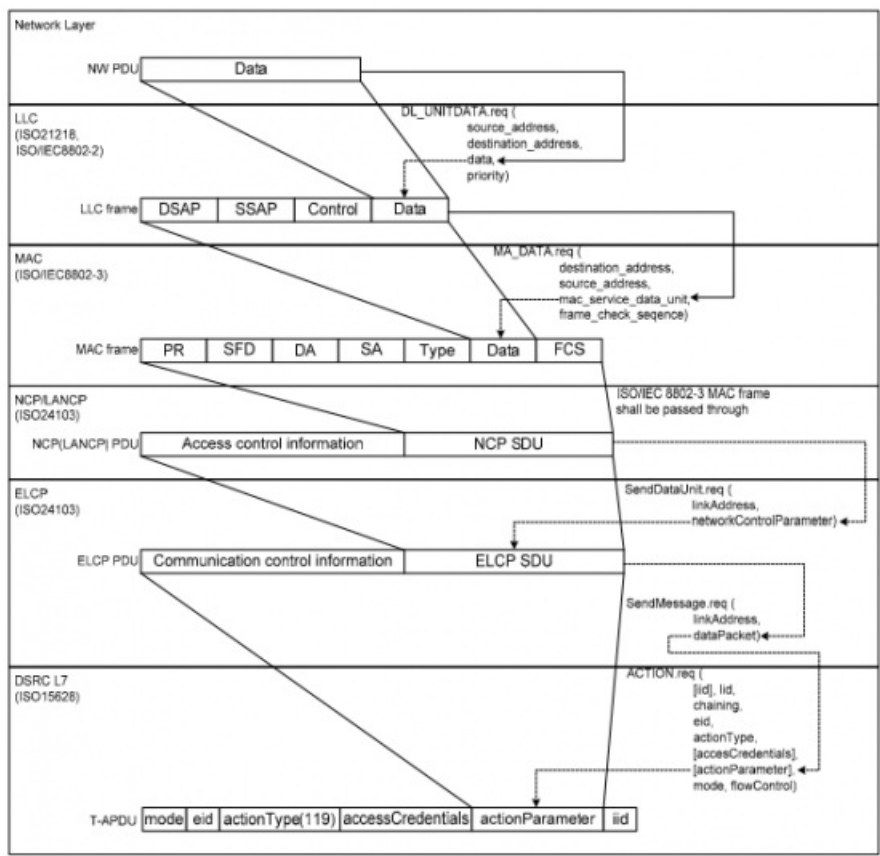 Network Layer
NW PDU
Data
LLC
(ISO21218,
ISO/IEC8802-2)
DL_UNITDATA.req (
source_address,
destination_address,
data,
priority)
LLC frame
DSAP
SSAP
Control
Data
MAC
(ISO/IEC8802-3)
MA_DATA.req (
destination_address,
source_address,
mac_service_data_unit,
frame_check_seqence)
MAC frame
PR
SFD
DA
SA
Type
Data
FCS
NCP/LANCP
(ISO24103)
ISO/IEC 8802-3 MAC frame
shall be passed through
NCP(LANCP) PDU
Access control information
NCP SDU
ELCP
(ISO24103)
SendDataUnit.req (
linkAddress,
networkControlParameter)
ELCP PDU
Communication control information
ELCP SDU
SendMessage.req (
linkAddress,
dataPacket)
DSRC L7
(ISO15628)
ACTION.req (
[iid], lid,
chaining,
eid,
actionType,
[accesCredentials],
[actionParameter],
mode, flowControl)
T-APDU
mode
eid
actionType(119)
accessCredentials
actionParameter
iid